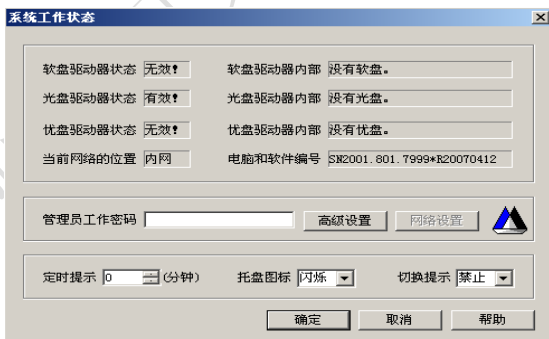 系统工作状态
软盘驱动器状态 无效! 软盘驱动器内部 没有软盘。
光盘驱动器状态 有效! 光盘驱动器内部 没有光盘。
优盘驱动器状态 无效! 优盘驱动器内部 没有优盘。
当前网络的位置 内网 电脑和软件编号 SN2001.801.7999*R20070412
管理员工作密码 高级设置 网络设置
定时提示 0 (分钟) 托盘图标 闪烁 切换提示 禁止
确定 取消 帮助